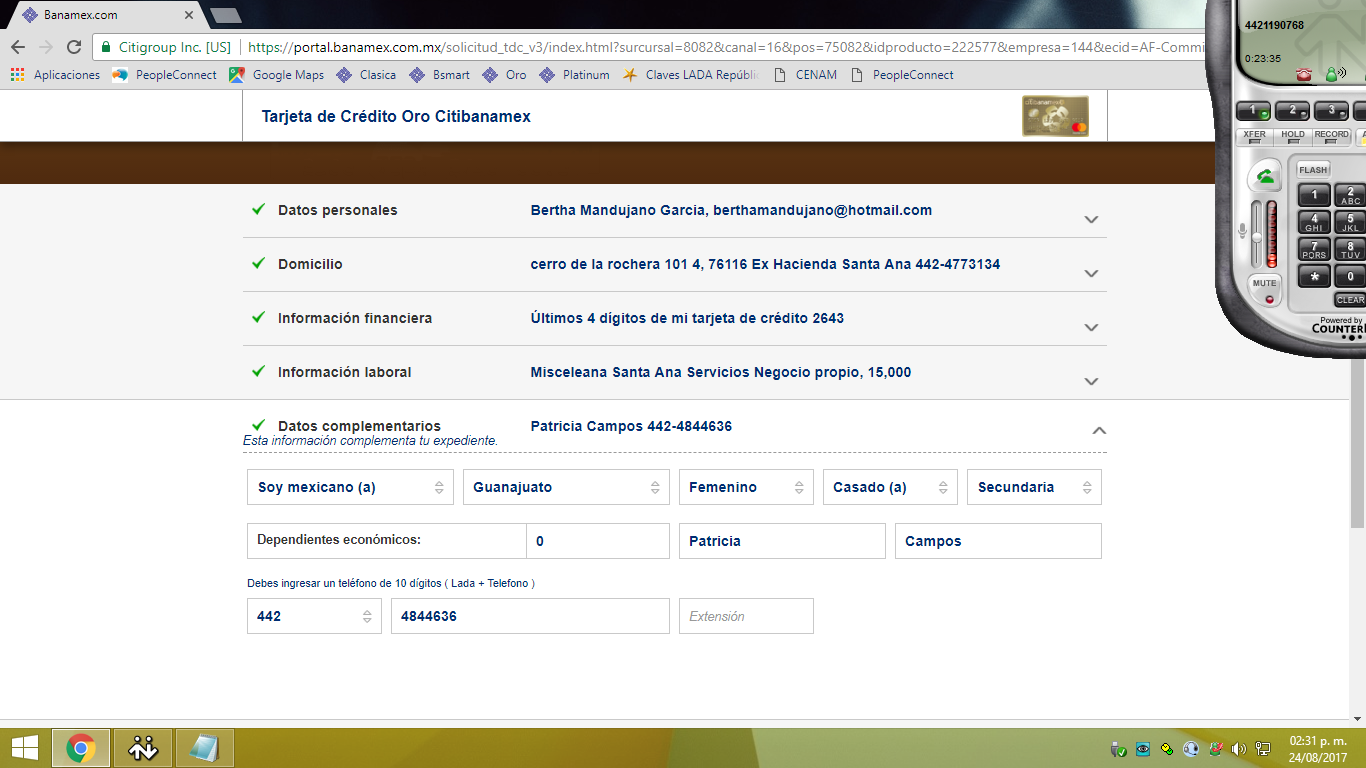 Banamex.com
Citigroup Inc. [US] https://portal.banamex.com.mx/solicitud_tdc_v3/index.html?surcursal=8082&canal=16&pos=75082&idproducto=222577&empresa=144&ecid=AF-Commi
Aplicaciones PeopleConnect Google Maps Clasica Bsmart Oro Platinum Claves LADA Repúbli CENAM PeopleConnect
Tarjeta de Crédito Oro Citibanamex
Datos personales Bertha Mandujano Garcia, berthamandujano@hotmail.com
Domicilio cerro de la rochera 101 4, 76116 Ex Hacienda Santa Ana 442-4773134
Información financiera Últimos 4 dígitos de mi tarjeta de crédito 2643
Información laboral Misceleana Santa Ana Servicios Negocio propio, 15,000
Datos complementarios Patricia Campos 442-4844636
Esta información complementa tu expediente.
Soy mexicano (a) Guanajuato Femenino Casado (a) Secundaria
Dependientes económicos: 0 Patricia Campos
Debes ingresar un teléfono de 10 dígitos ( Lada + Telefono )
442 4844636 Extensión
4421190768
0:23:35
1 2 3
XFER HOLD RECORD
FLASH
1 2 ABC
4 GHI 5 JKL
7 PQRS 8 TUV
* 0
MUTE
CLEAR
Powered by
COUNTER
02:31 p. m.
24/08/2017